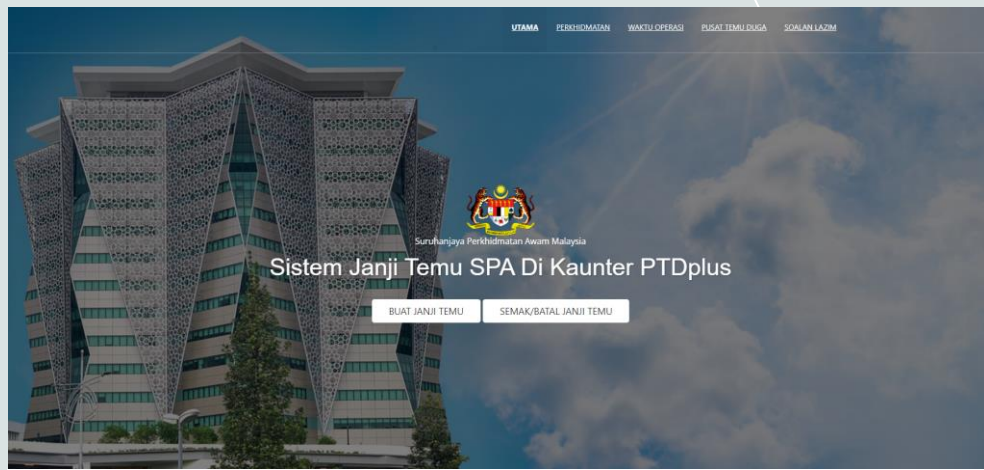 UTAMA PERKHIDMATAN WAKTU OPERASI PUSAT TEMU DUGA SOALAN LAZIM
Suruhanjaya Perkhidmatan Awam Malaysia
Sistem Janji Temu SPA Di Kaunter PTDplus
BUAT JANJI TEMU SEMAK/BATAL JANJI TEMU